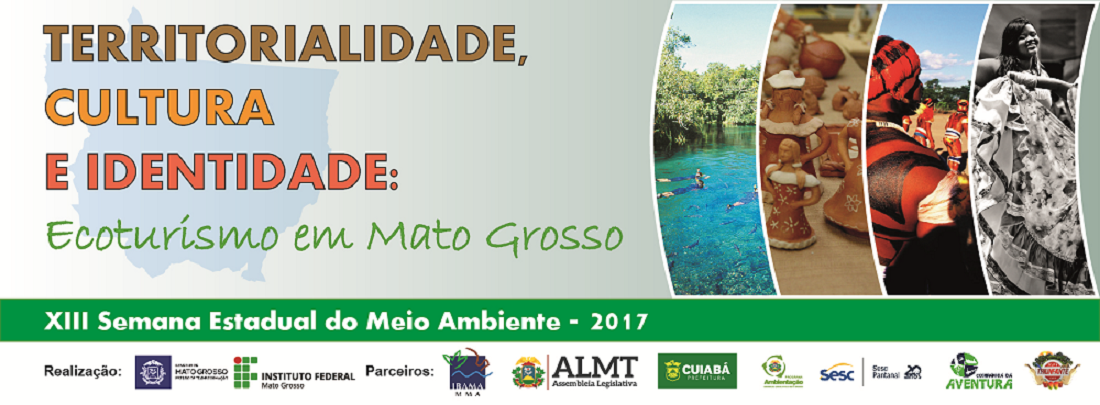 TERRITORIALIDADE,
CULTURA
E IDENTIDADE:
Ecoturismo em Mato Grosso
XIII Semana Estadual do Meio Ambiente - 2017
Realização:
MATO GROSSO
INSTITUTO FEDERAL
Mato Grosso
Parceiros:
IBAMA
MMA
ALMT
Assembleia Legislativa
CUIABÁ
PREFEITURA
sesc
Sesc
Pantanal
AVENTURA